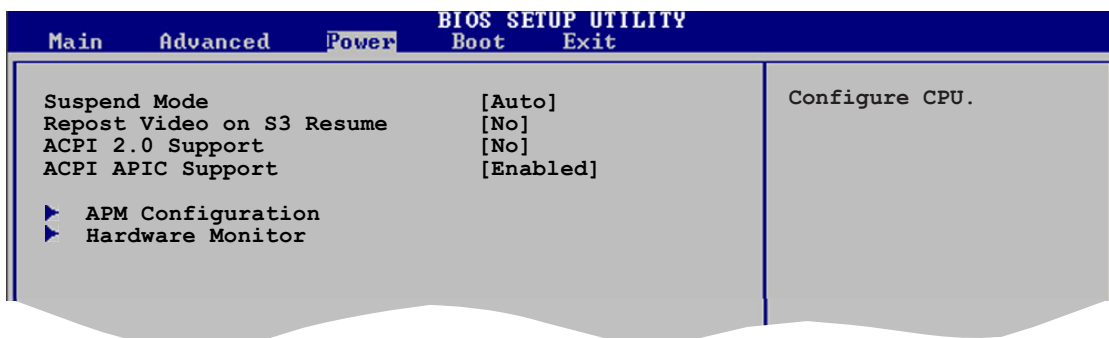 BIOS SETUP UTILITY
Main Advanced Power Boot Exit
Suspend Mode [Auto]
Repost Video on S3 Resume [No]
ACPI 2.0 Support [No]
ACPI APIC Support [Enabled]
APM Configuration
Hardware Monitor
Configure CPU.